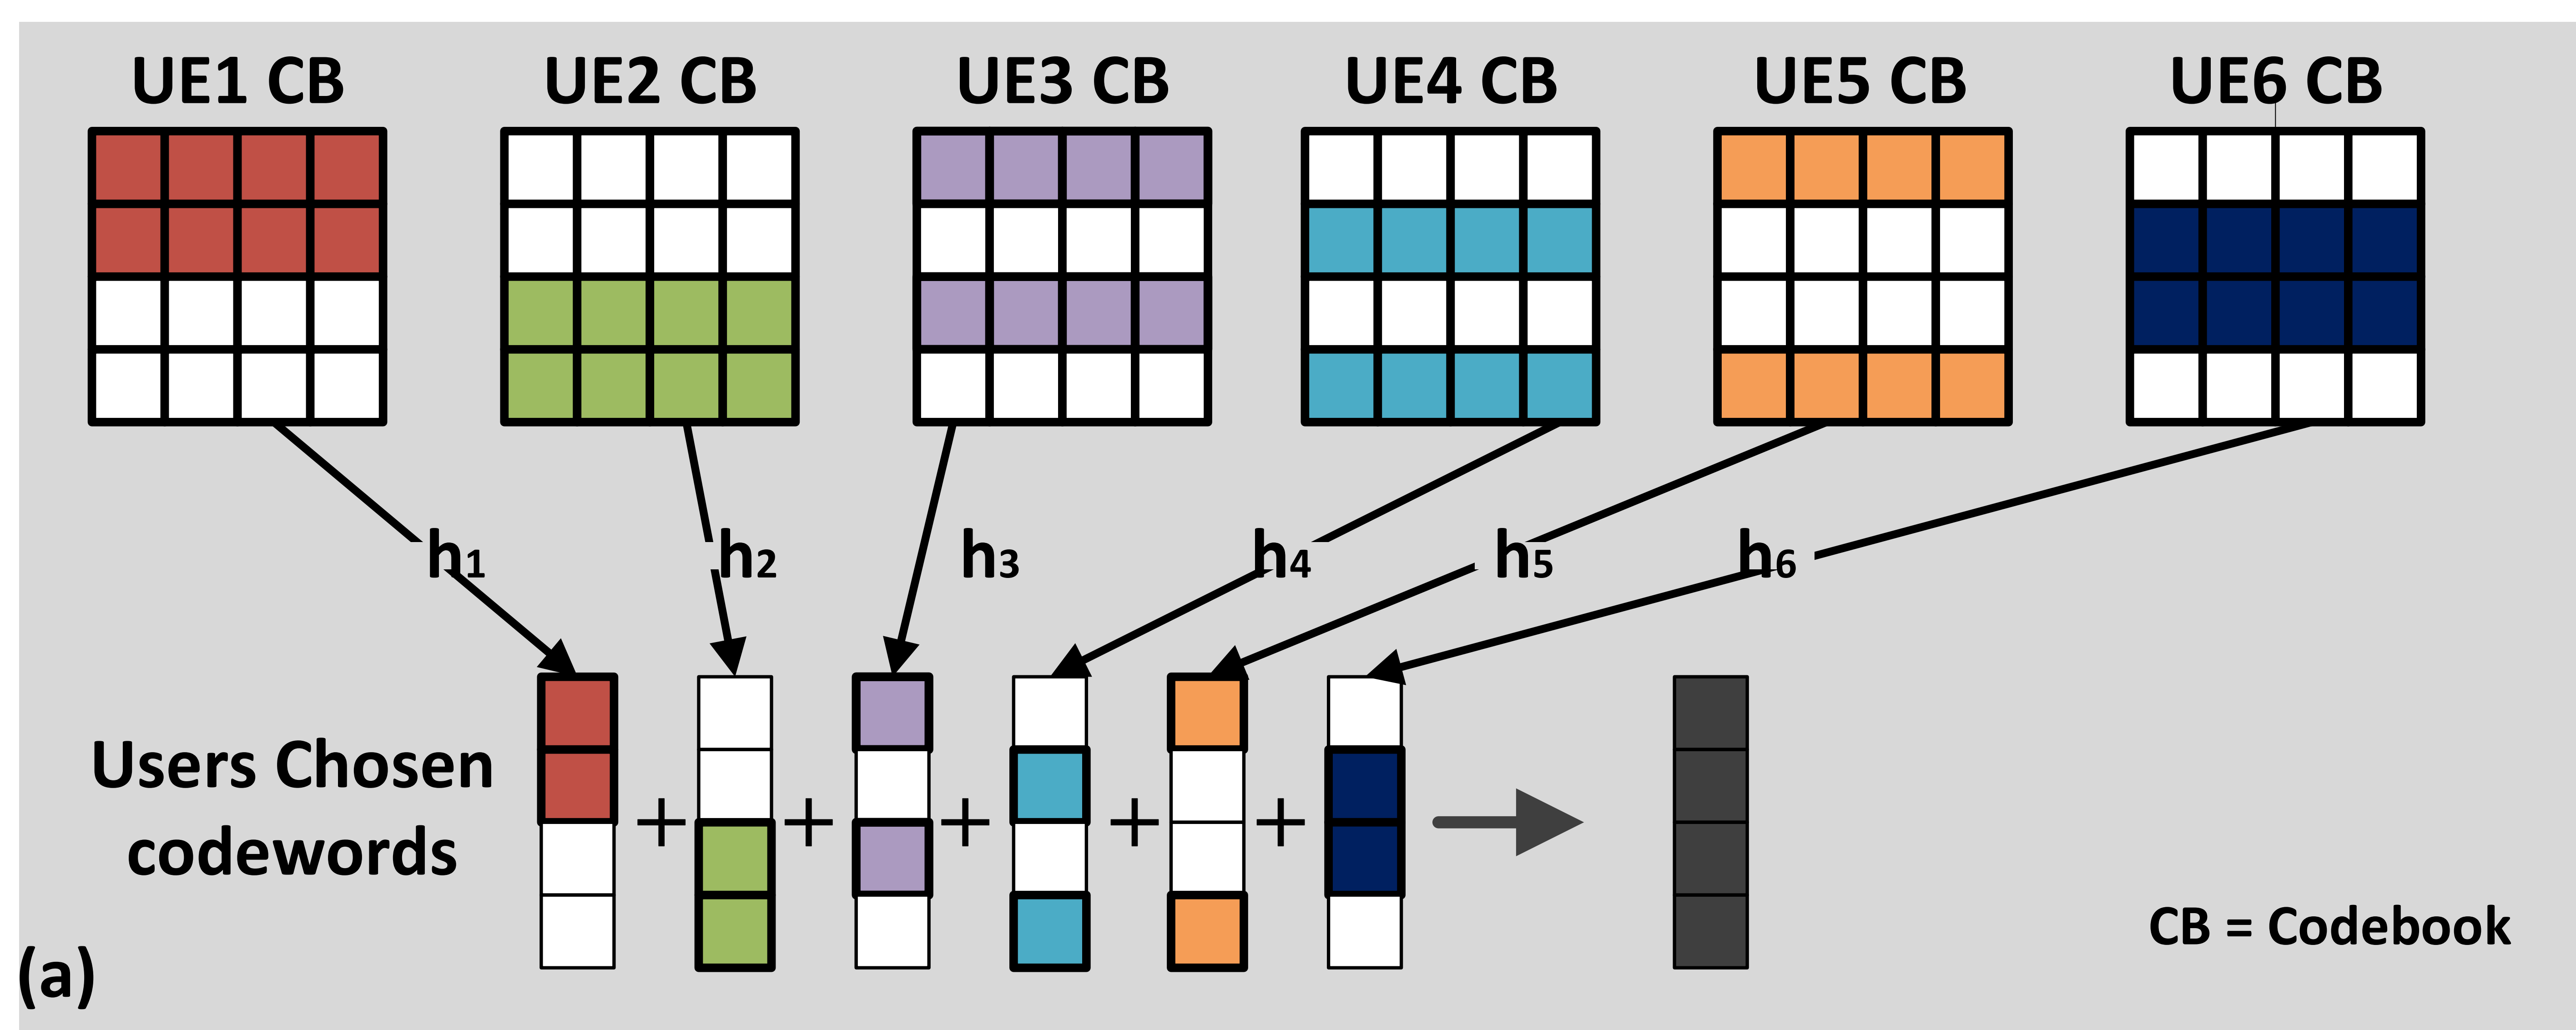 UE1 CB UE2 CB UE3 CB UE4 CB UE5 CB UE6 CB
h1 h2 h3 h4 h5 h6
Users Chosen
codewords
+ + + + +
CB = Codebook
(a)